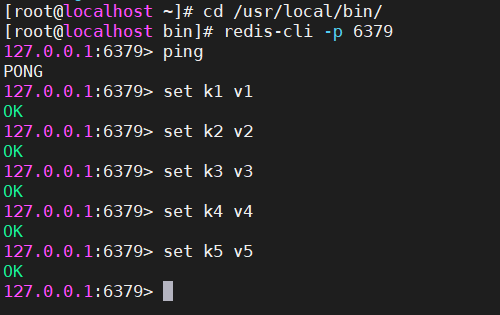 [root@localhost ~]# cd /usr/local/bin/
[root@localhost bin]# redis-cli -p 6379
127.0.0.1:6379> ping
PONG
127.0.0.1:6379> set k1 v1
OK
127.0.0.1:6379> set k2 v2
OK
127.0.0.1:6379> set k3 v3
OK
127.0.0.1:6379> set k4 v4
OK
127.0.0.1:6379> set k5 v5
OK
127.0.0.1:6379>